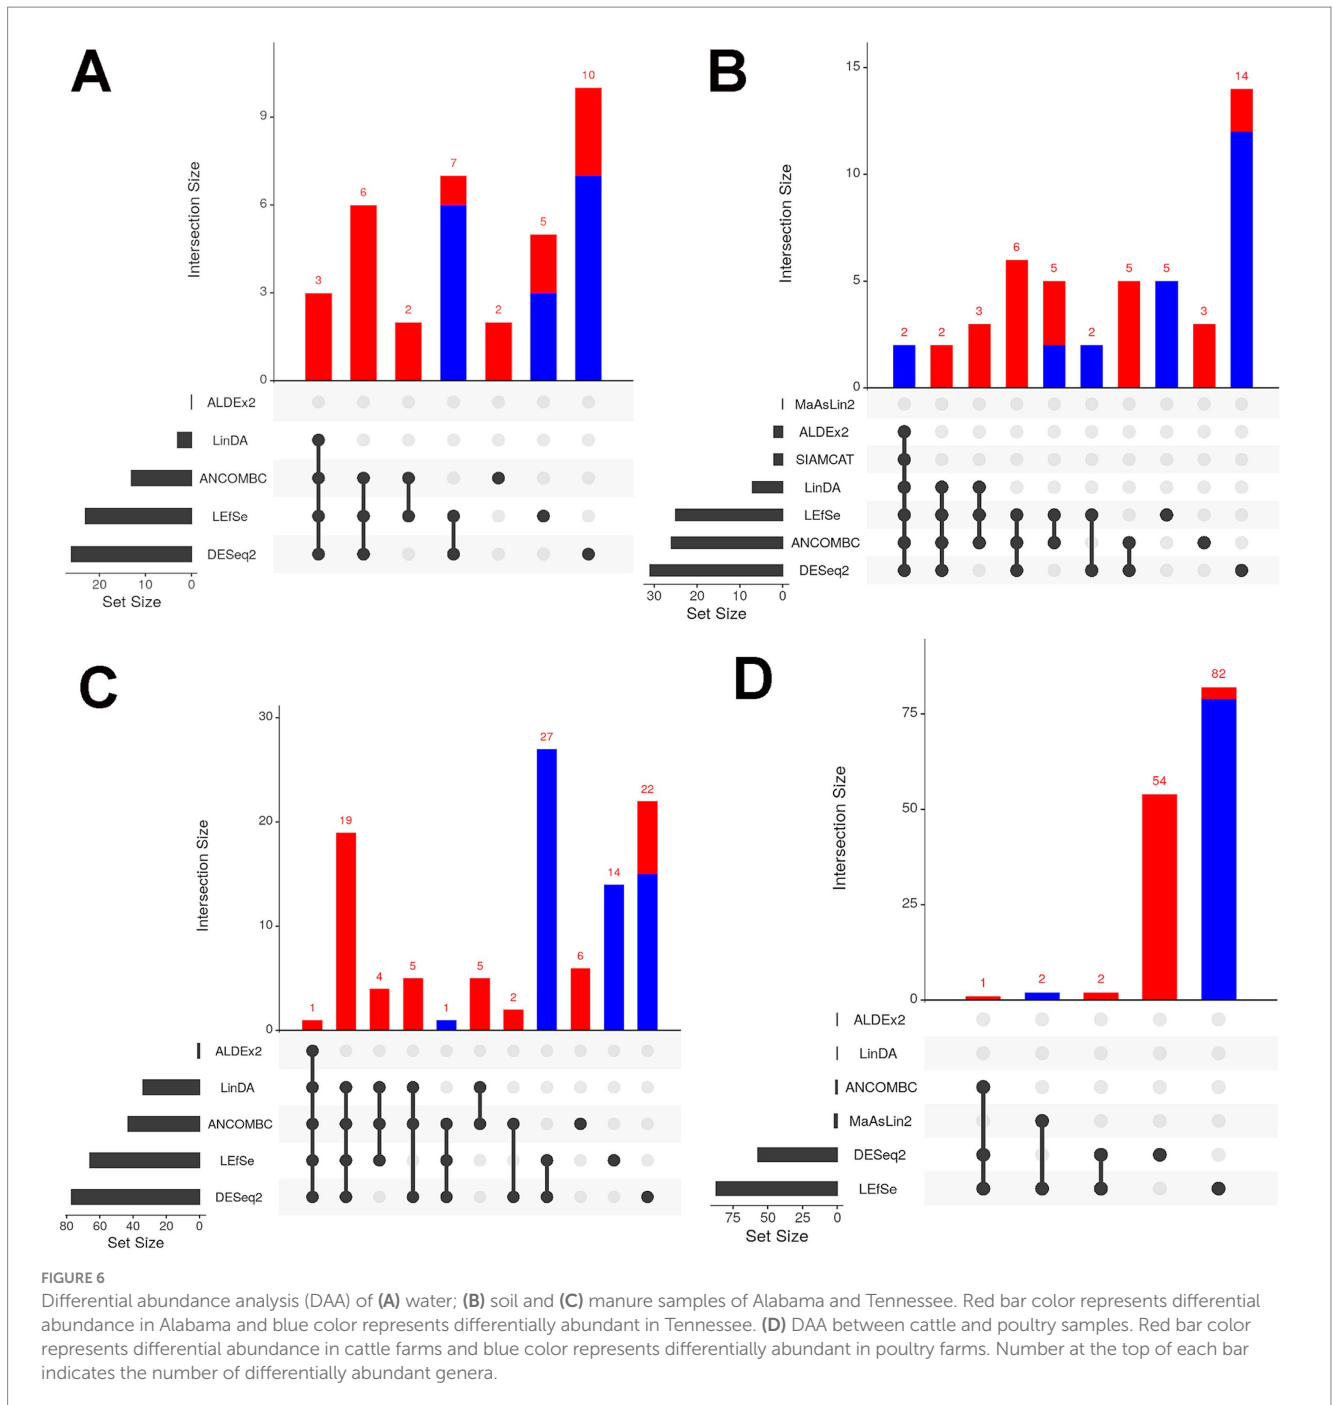 A
Intersection Size
9
6
3
0
3
6
2
7
2
5
10
ALDEx2
LinDA
ANCOMBC
LEfSe
DESeq2
20 10 0
Set Size
B
Intersection Size
15
10
5
0
2
2
3
6
5
2
5
5
3
14
MaAsLin2
ALDEx2
SIAMCAT
LinDA
LEfSe
ANCOMBC
DESeq2
30 20 10 0
Set Size
C
Intersection Size
30
20
10
0
1
19
4
5
1
5
2
27
6
14
22
ALDEx2
LinDA
ANCOMBC
LEfSe
DESeq2
80 60 40 20 0
Set Size
D
Intersection Size
75
50
25
0
1
2
2
54
82
ALDEx2
LinDA
ANCOMBC
MaAsLin2
DESeq2
LEfSe
75 50 25 0
Set Size
FIGURE 6
Differential abundance analysis (DAA) of (A) water; (B) soil and (C) manure samples of Alabama and Tennessee. Red bar color represents differential
abundance in Alabama and blue color represents differentially abundant in Tennessee. (D) DAA between cattle and poultry samples. Red bar color
represents differential abundance in cattle farms and blue color represents differentially abundant in poultry farms. Number at the top of each bar
indicates the number of differentially abundant genera.